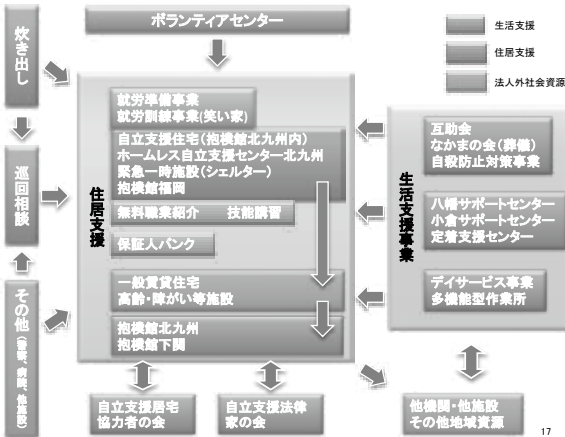 ボランティアセンター
生活支援
住居支援
法人外社会資源
炊き出し
巡回相談
その他
住居支援
就労準備事業
就労訓練事業(笑い家)
自立支援住宅(抱樸館北九州内)
ホームレス自立支援センター北九州
緊急一時施設(シェルター)
抱樸館福岡
無料職業紹介　技能講習
保証人バンク
一般賃貸住宅
高齢・障がい等施設
抱樸館北九州
抱樸館下関
生活支援事業
互助会
なかまの会(葬儀)
自殺防止対策事業
八幡サポートセンター
小倉サポートセンター
定着支援センター
デイサービス事業
多機能型作業所
自立支援居宅
協力者の会
自立支援法律
家の会
他機関・他施設
その他地域資源
17